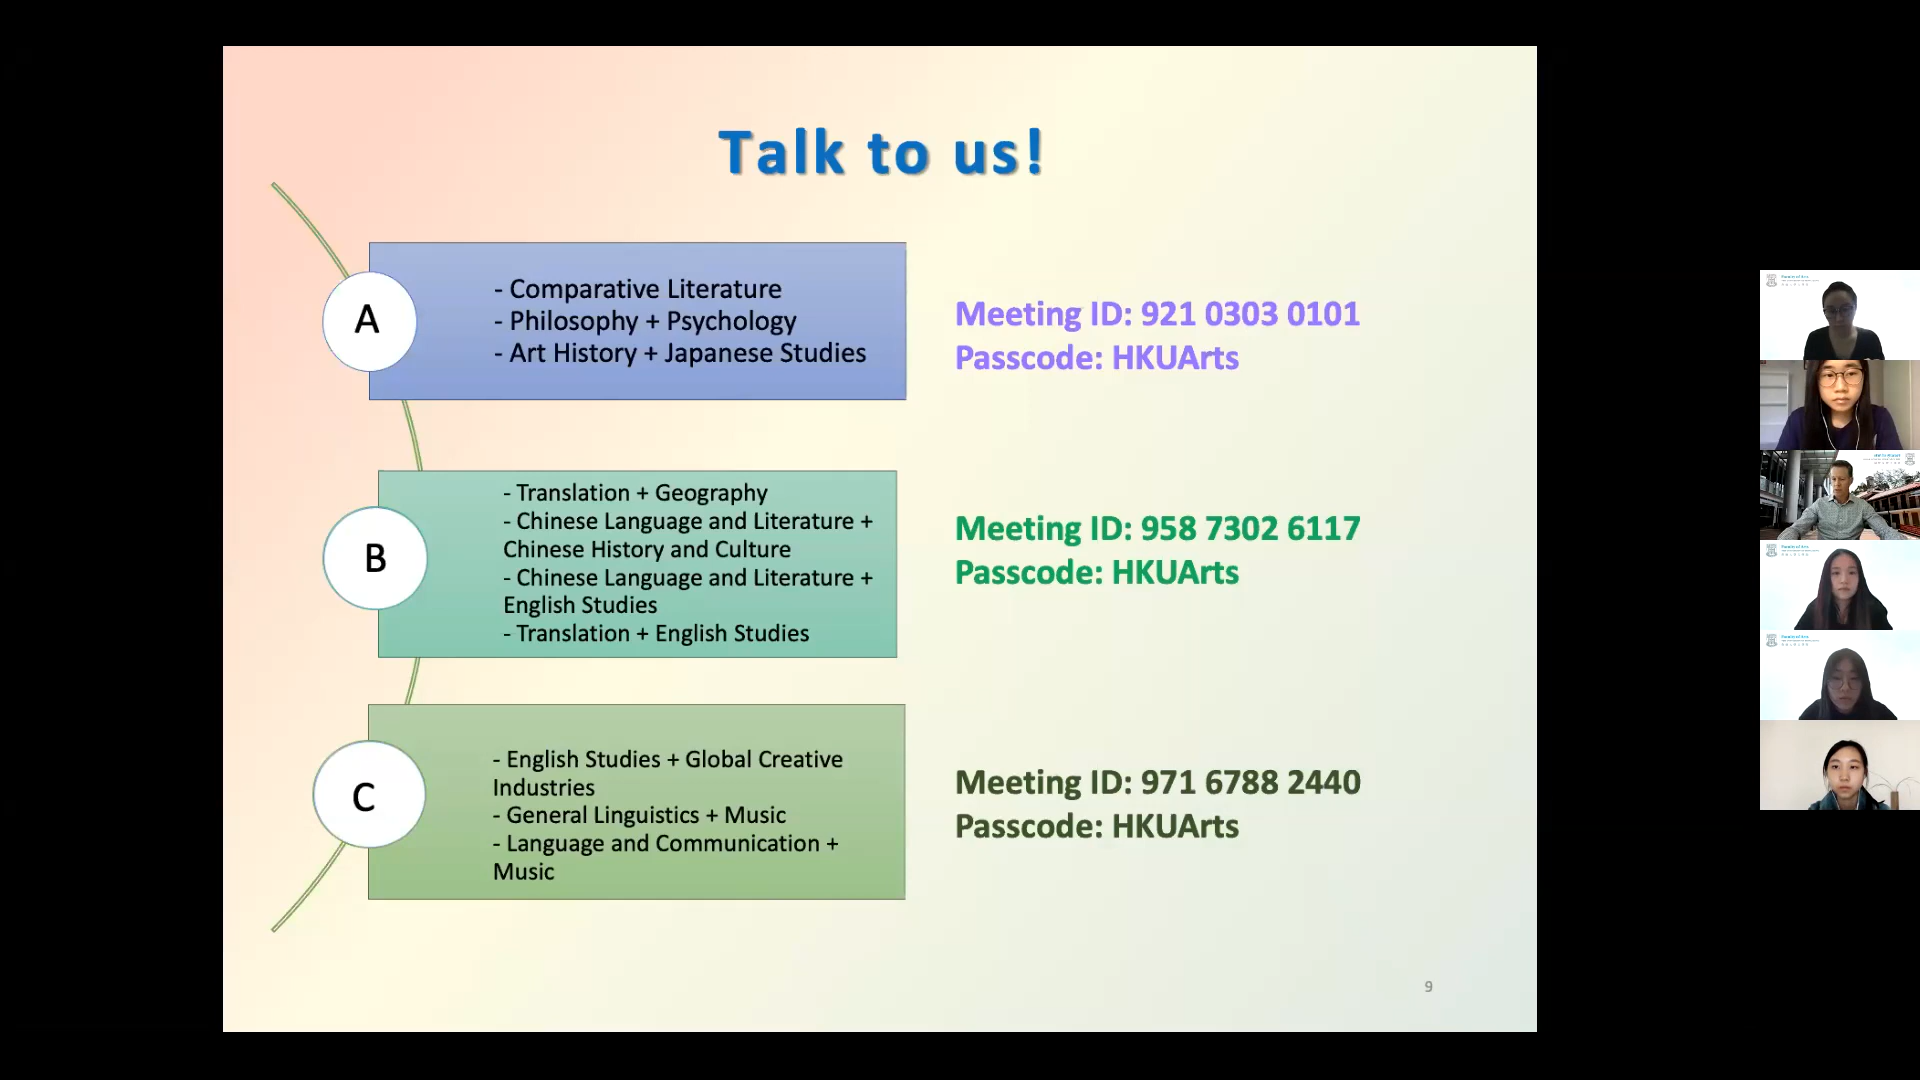 Talk to us!
A
- Comparative Literature
- Philosophy + Psychology
- Art History + Japanese Studies
Meeting ID: 921 0303 0101
Passcode: HKUArts
B
- Translation + Geography
- Chinese Language and Literature +
Chinese History and Culture
- Chinese Language and Literature +
English Studies
- Translation + English Studies
Meeting ID: 958 7302 6117
Passcode: HKUArts
C
- English Studies + Global Creative
Industries
- General Linguistics + Music
- Language and Communication +
Music
Meeting ID: 971 6788 2440
Passcode: HKUArts
9